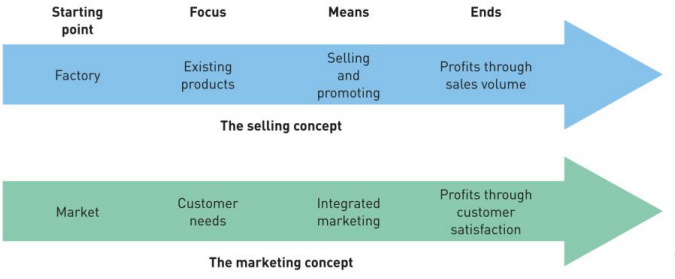 Starting point
Focus
Means
Ends
Factory
Existing products
Selling and promoting
Profits through sales volume
The selling concept
Market
Customer needs
Integrated marketing
Profits through customer satisfaction
The marketing concept